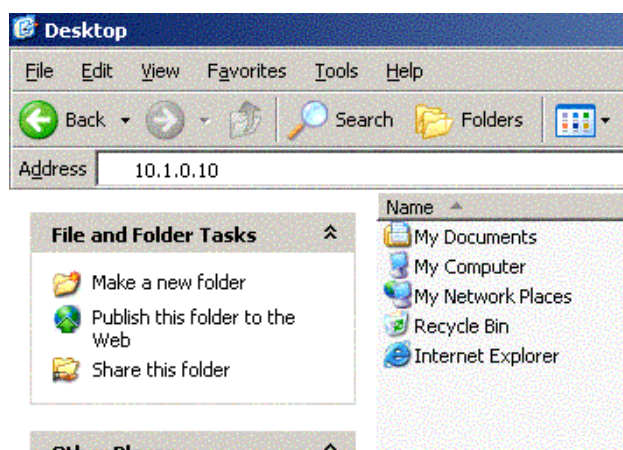 Desktop
File Edit View Favorites Tools Help
Back Search Folders
Address 10.1.0.10
Name
File and Folder Tasks
Make a new folder
Publish this folder to the
Web
Share this folder
My Documents
My Computer
My Network Places
Recycle Bin
Internet Explorer